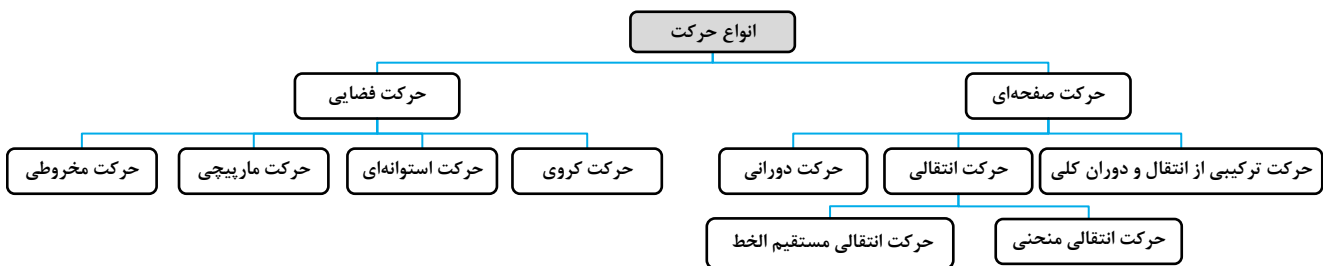 انواع حرکت
حرکت صفحه‌ای
حرکت فضایی
حرکت ترکیبی از انتقال و دوران کلی
حرکت انتقالی
حرکت دورانی
حرکت کروی
حرکت استوانه‌ای
حرکت مارپیچی
حرکت مخروطی
حرکت انتقالی منحنی
حرکت انتقالی مستقیم الخط